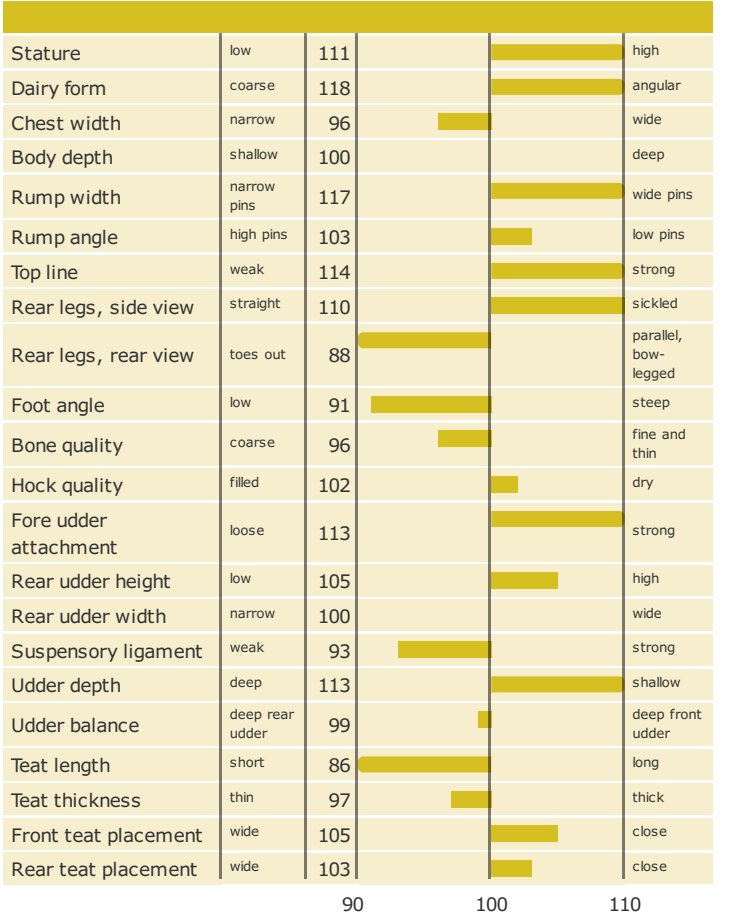 Stature low 111 high
Dairy form coarse 118 angular
Chest width narrow 96 wide
Body depth shallow 100 deep
Rump width narrow pins 117 wide pins
Rump angle high pins 103 low pins
Top line weak 114 strong
Rear legs, side view straight 110 sickled
Rear legs, rear view toes out 88 parallel, bow-legged
Foot angle low 91 steep
Bone quality coarse 96 fine and thin
Hock quality filled 102 dry
Fore udder attachment loose 113 strong
Rear udder height low 105 high
Rear udder width narrow 100 wide
Suspensory ligament weak 93 strong
Udder depth deep 113 shallow
Udder balance deep rear udder 99 deep front udder
Teat length short 86 long
Teat thickness thin 97 thick
Front teat placement wide 105 close
Rear teat placement wide 103 close
90 100 110